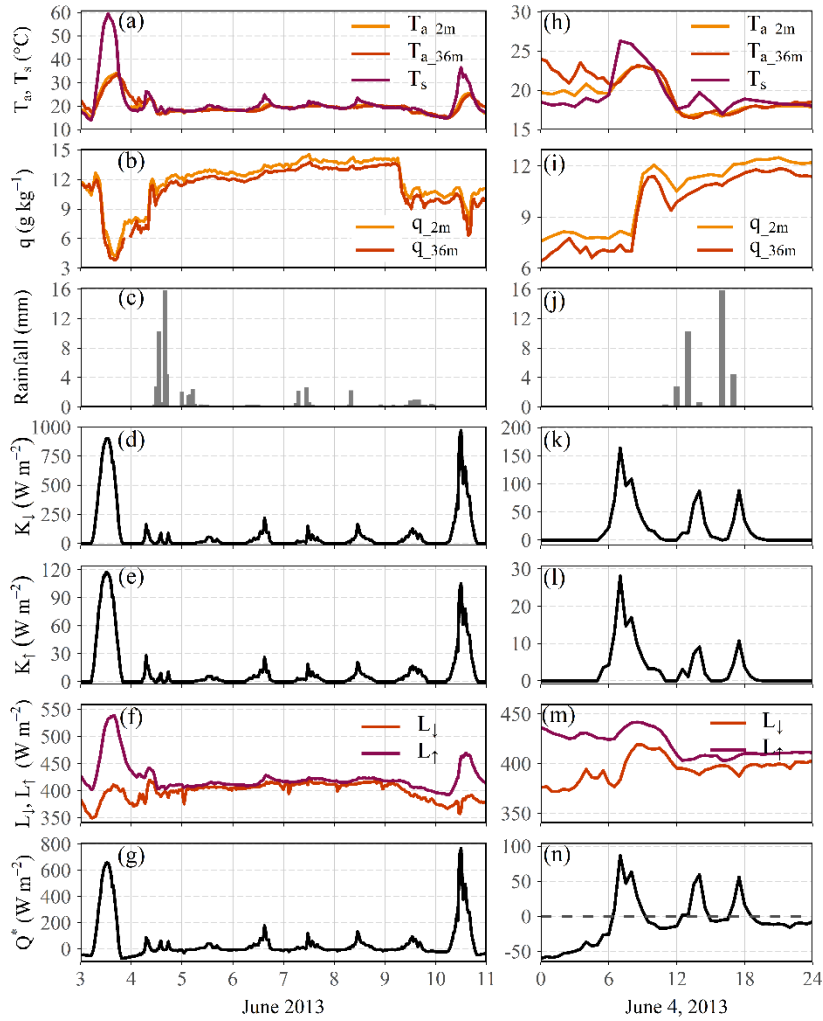 (a)
T_a_2m
T_a_36m
T_s
T_a, T_s (°C)
60
50
40
30
20
10
(h)
T_a_2m
T_a_36m
T_s
30
25
20
15
(b)
q_2m
q_36m
q (g kg⁻¹)
15
12
9
6
3
(i)
q_2m
q_36m
12
9
6
(c)
Rainfall (mm)
16
12
8
4
0
(j)
16
12
8
4
0
(d)
K↓ (W m⁻²)
1000
750
500
250
0
(k)
200
150
100
50
0
(e)
K↑ (W m⁻²)
120
90
60
30
0
(l)
30
20
10
0
(f)
L↓
L↑
L↓, L↑ (W m⁻²)
550
500
450
400
350
(m)
L↓
L↑
450
400
350
(g)
Q* (W m⁻²)
800
600
400
200
0
(n)
100
50
0
-50
3 4 5 6 7 8 9 10 11
0 6 12 18 24
June 2013
June 4, 2013